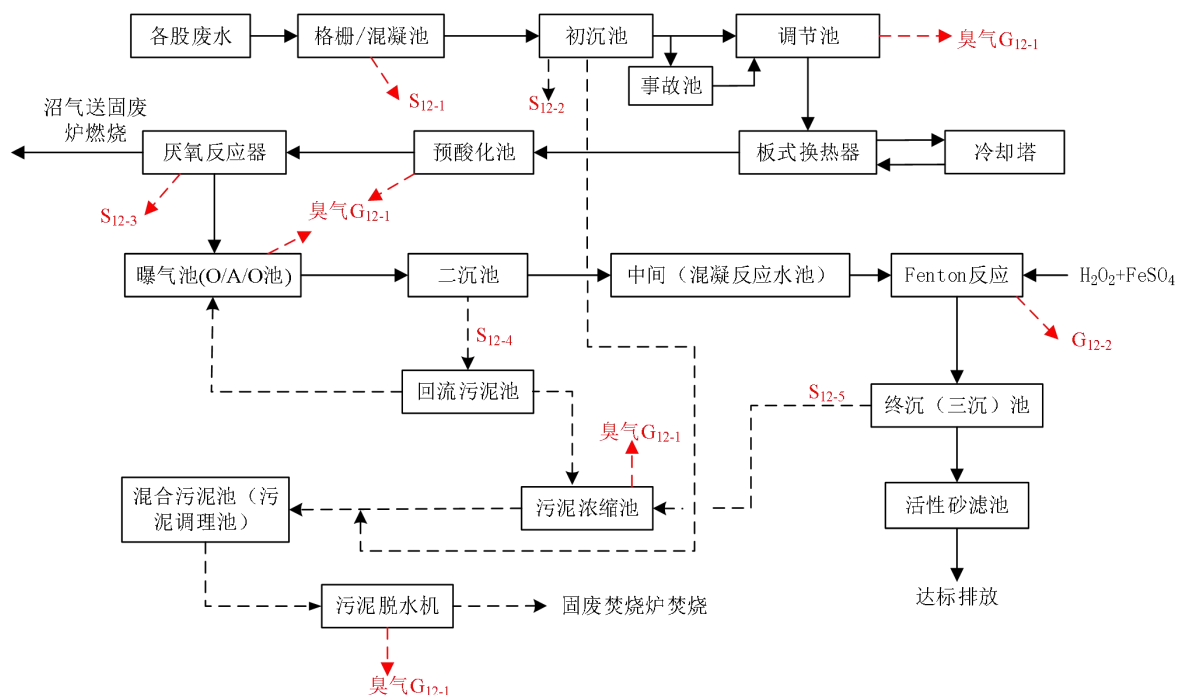 各股废水
格栅/混凝池
初沉池
调节池
臭气G12-1
事故池
S12-1
S12-2
沼气送固废
炉燃烧
厌氧反应器
预酸化池
板式换热器
冷却塔
S12-3
臭气G12-1
曝气池(O/A/O池)
二沉池
中间（混凝反应水池）
Fenton反应
H2O2+FeSO4
S12-4
G12-2
回流污泥池
S12-5
终沉（三沉）池
臭气G12-1
混合污泥池（污
泥调理池）
污泥浓缩池
活性砂滤池
污泥脱水机
固废焚烧炉焚烧
达标排放
臭气G12-1